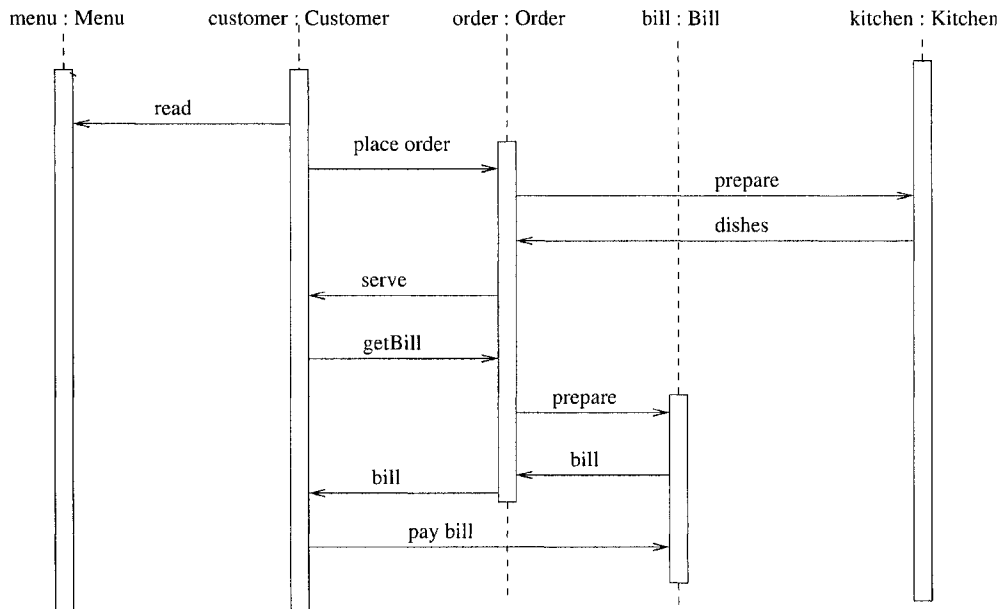 menu : Menu
customer : Customer
order : Order
bill : Bill
kitchen : Kitchen
read
place order
prepare
dishes
serve
getBill
prepare
bill
bill
pay bill